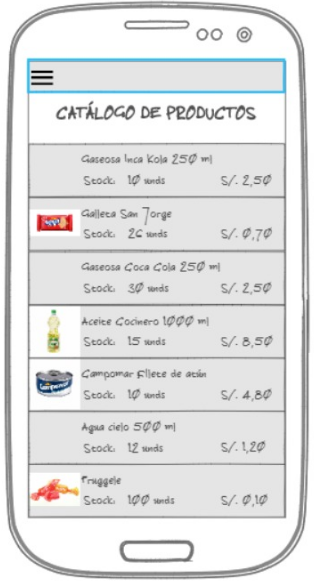 CATÁLOGO DE PRODUCTOS
Gaseosa Inca Kola 250 ml
Stock: 10 unds S/. 2,50
Galleta San Jorge
Stock: 26 unds S/. 0,70
Gaseosa Coca Cola 250 ml
Stock: 30 unds S/. 2,50
Aceite Cocinero 1000 ml
Stock: 15 unds S/. 8,50
Campomar filete de atún
Stock: 10 unds S/. 4,80
Agua cielo 500 ml
Stock: 12 unds S/. 1,20
Fruggele
Stock: 100 unds S/. 0,10